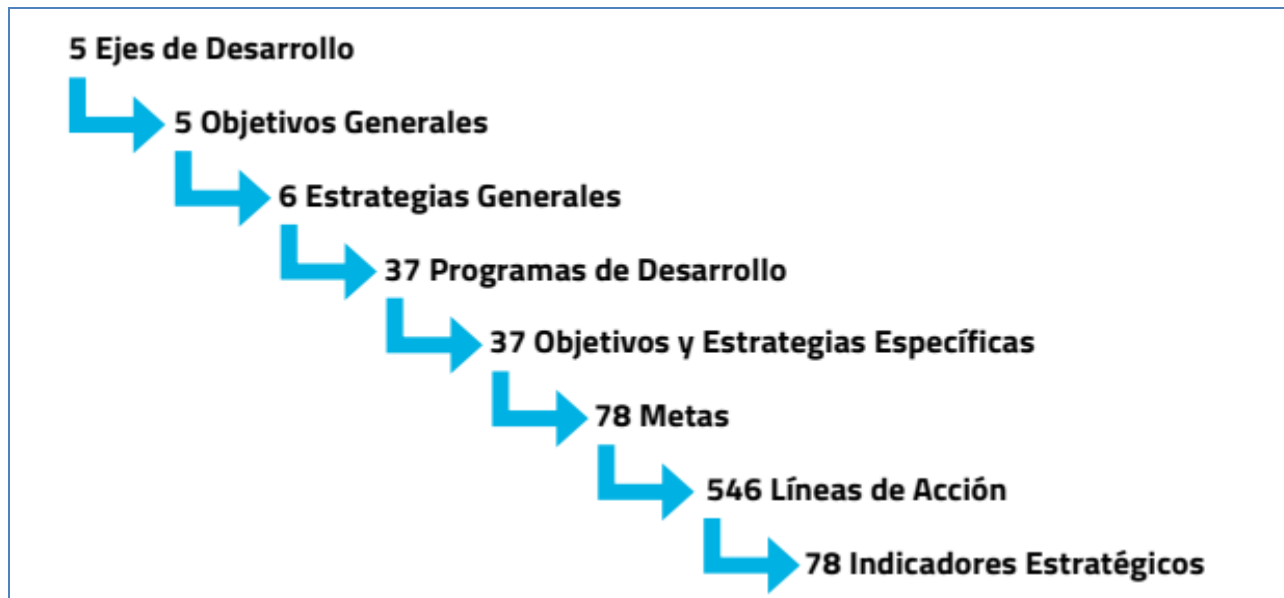 5 Ejes de Desarrollo
5 Objetivos Generales
6 Estrategias Generales
37 Programas de Desarrollo
37 Objetivos y Estrategias Específicas
78 Metas
546 Líneas de Acción
78 Indicadores Estratégicos